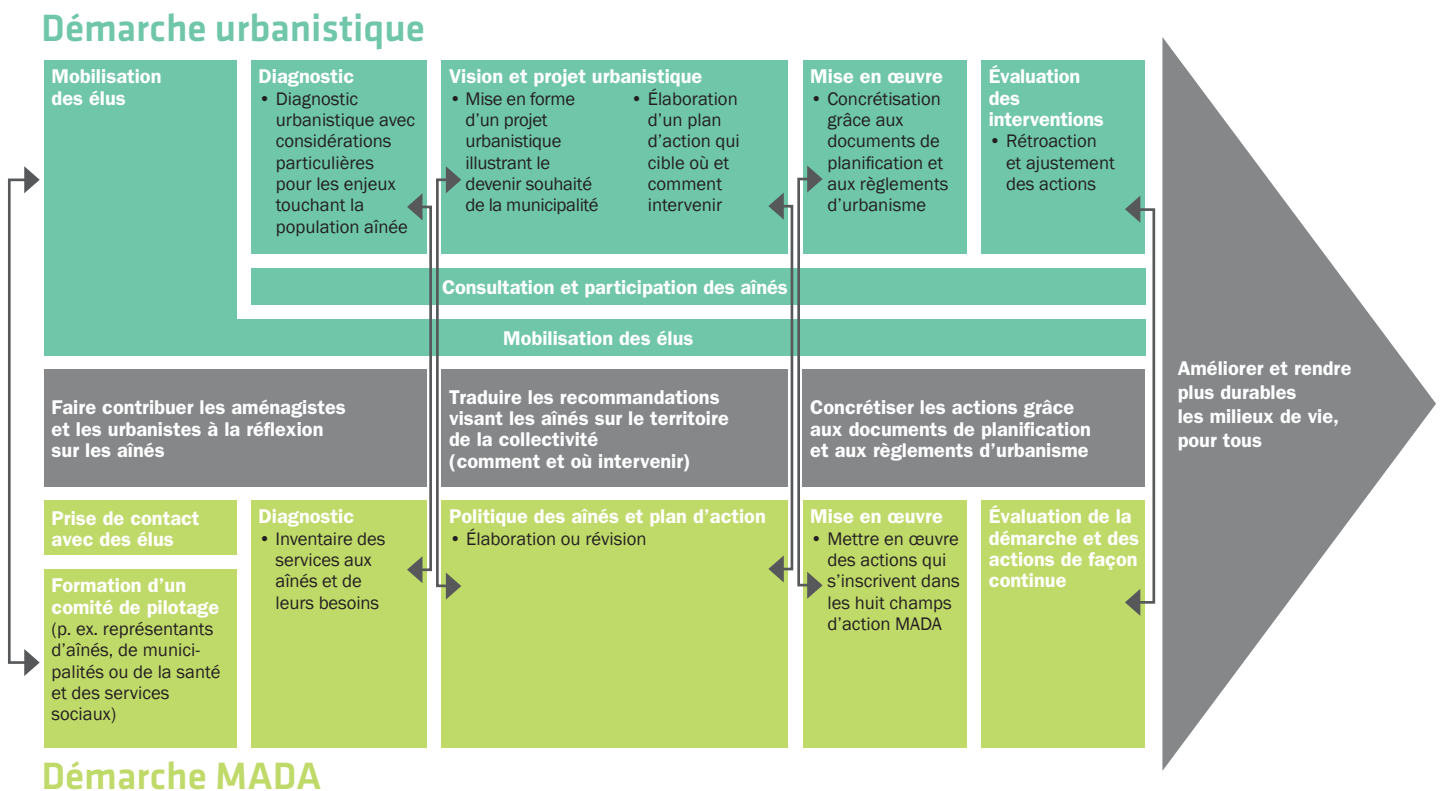 Démarche urbanistique
Mobilisation
des élus
Diagnostic
• Diagnostic
urbanistique avec
considérations
particulières
pour les enjeux
touchant la
population aînée
Vision et projet urbanistique
• Mise en forme
d’un projet
urbanistique
illustrant le
devenir souhaité
de la municipalité
• Élaboration
d’un plan
d’action qui
cible où et
comment
intervenir
Mise en œuvre
• Concrétisation
grâce aux
documents de
planification et
aux règlements
d’urbanisme
Évaluation
des
interventions
• Rétroaction
et ajustement
des actions
Consultation et participation des aînés
Mobilisation des élus
Faire contribuer les aménagistes
et les urbanistes à la réflexion
sur les aînés
Traduire les recommandations
visant les aînés sur le territoire
de la collectivité
(comment et où intervenir)
Concrétiser les actions grâce
aux documents de planification
et aux règlements d’urbanisme
Améliorer et rendre
plus durables
les milieux de vie,
pour tous
Prise de contact
avec des élus
Formation d’un
comité de pilotage
(p. ex. représentants
d’aînés, de munici-
palités ou de la santé
et des services
sociaux)
Diagnostic
• Inventaire des
services aux
aînés et de
leurs besoins
Politique des aînés et plan d’action
• Élaboration ou révision
Mise en œuvre
• Mettre en œuvre
des actions qui
s’inscrivent dans
les huit champs
d’action MADA
Évaluation de la
démarche et des
actions de façon
continue
Démarche MADA